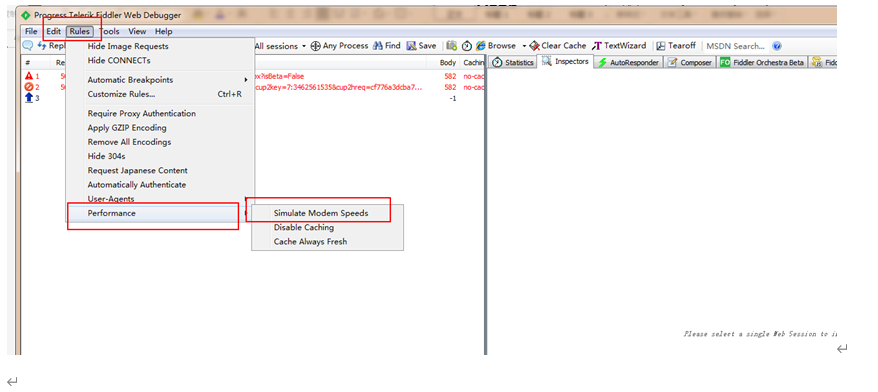 Progress Telerik Fiddler Web Debugger
File Edit Rules Tools View Help
Repl All sessions Any Process Find Save Browse Clear Cache TextWizard Tearoff MSDN Search...
# Re Body Cachin Statistics Inspectors AutoResponder Composer FO Fiddler Orchestra Beta Fidd
1 50 ox?isBeta=False 582 no-cac
2 50 cup2key=7:3462561535&cup2hreq=cf776a3dcba7... 582 no-cac
3 -1
Hide Image Requests
Hide CONNECTs
Automatic Breakpoints
Customize Rules... Ctrl+R
Require Proxy Authentication
Apply GZIP Encoding
Remove All Encodings
Hide 304s
Request Japanese Content
Automatically Authenticate
User-Agents
Performance
Simulate Modem Speeds
Disable Caching
Cache Always Fresh
Please select a single Web Session to in